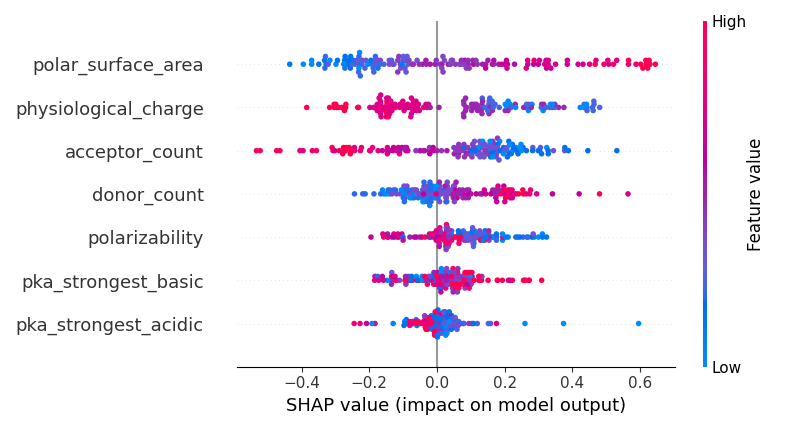 High
polar_surface_area
physiological_charge
acceptor_count
donor_count
polarizability
pka_strongest_basic
pka_strongest_acidic
Feature value
Low
−0.4 −0.2 0.0 0.2 0.4 0.6
SHAP value (impact on model output)